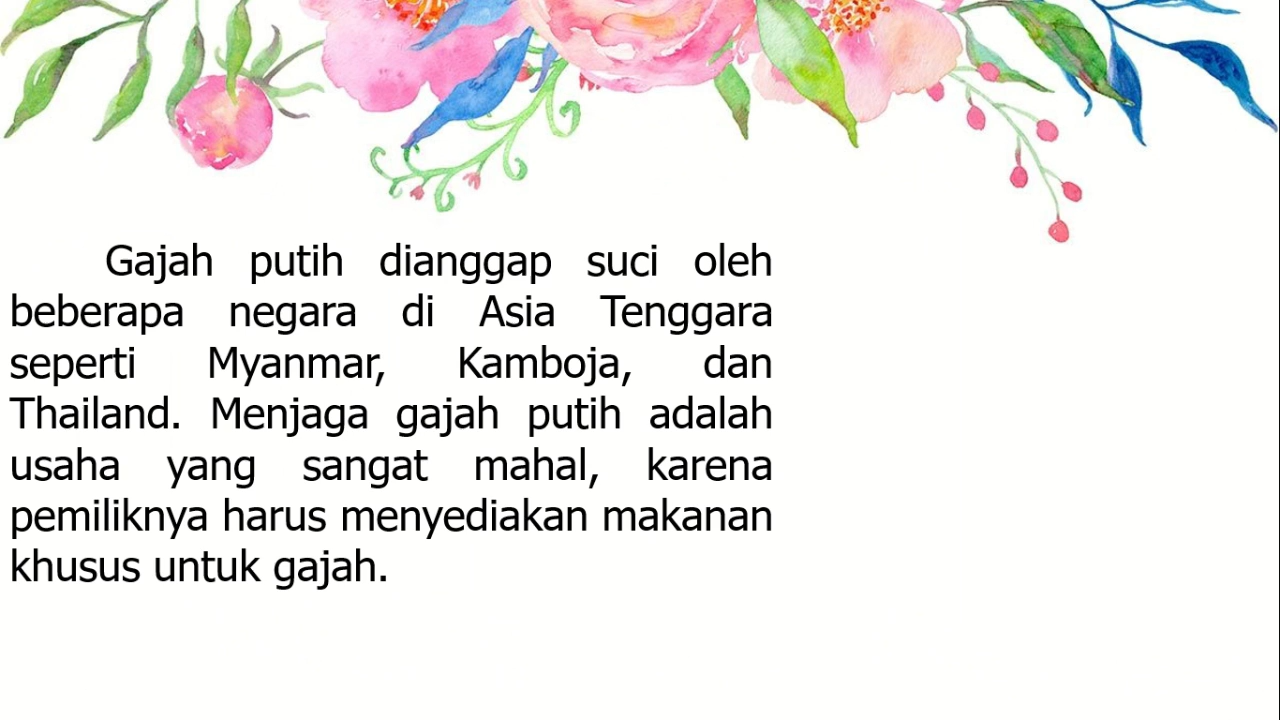 Gajah putih dianggap suci oleh
beberapa negara di Asia Tenggara
seperti Myanmar, Kamboja, dan
Thailand. Menjaga gajah putih adalah
usaha yang sangat mahal, karena
pemiliknya harus menyediakan makanan
khusus untuk gajah.